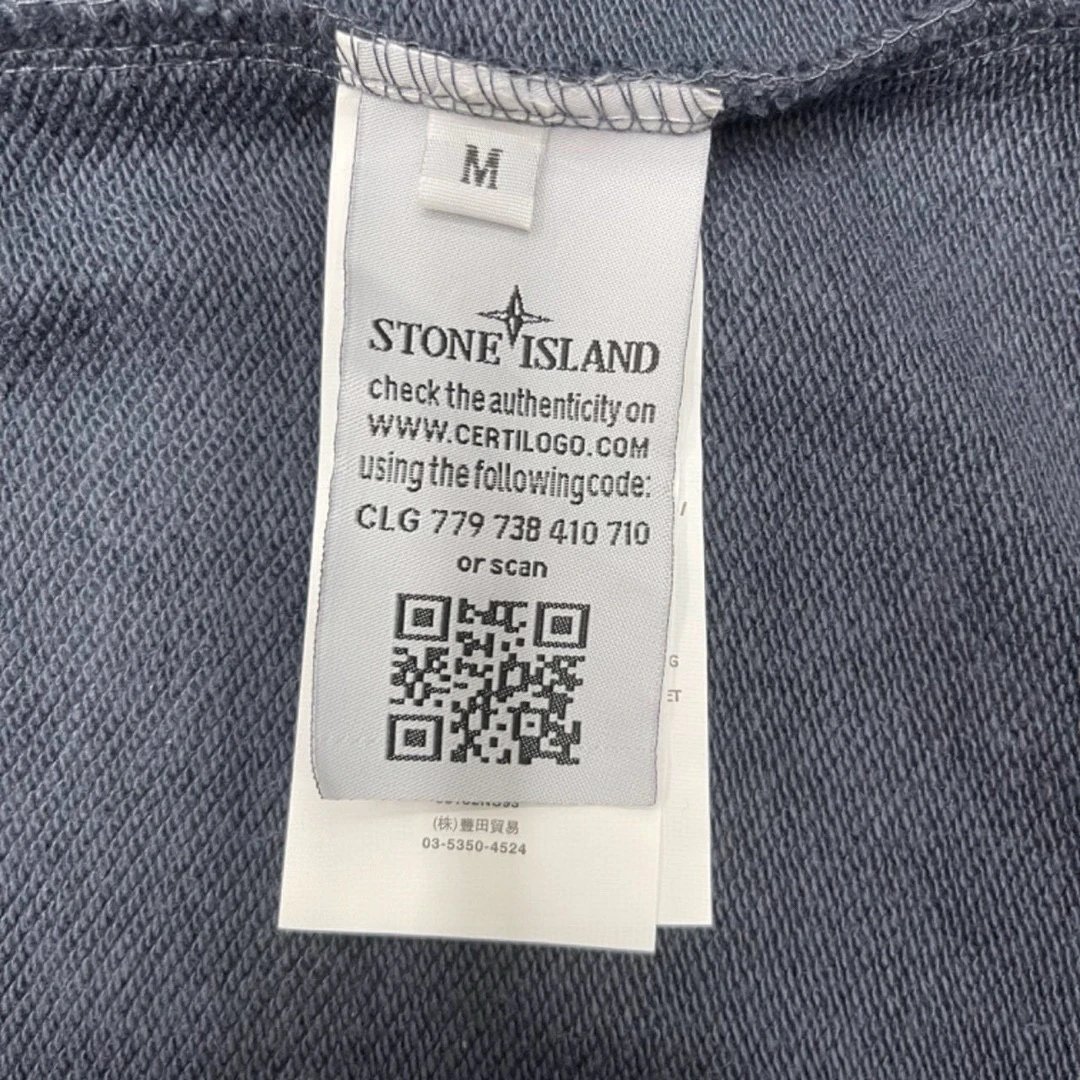 M
STONE ISLAND
check the authenticity on
WWW.CERTILOGO.COM
using the following code:
CLG 779 738 410 710
or scan
G
ET
(株)豊田貿易
03-5350-4524